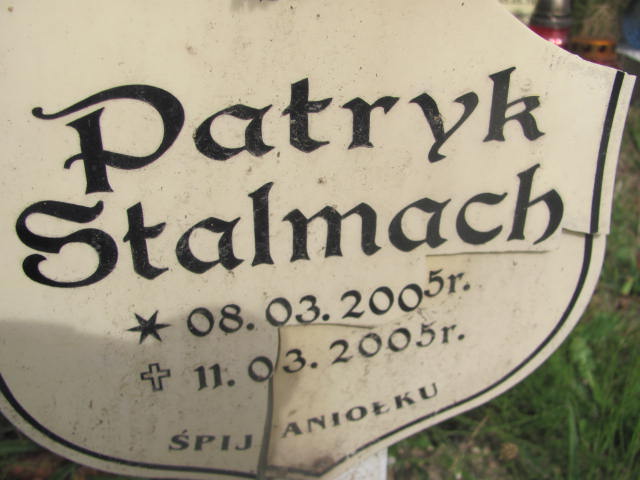 Patryk
Stalmach
* 08.03.2005r.
✝ 11.03.2005r.
ŚPIJ ANIOŁKU